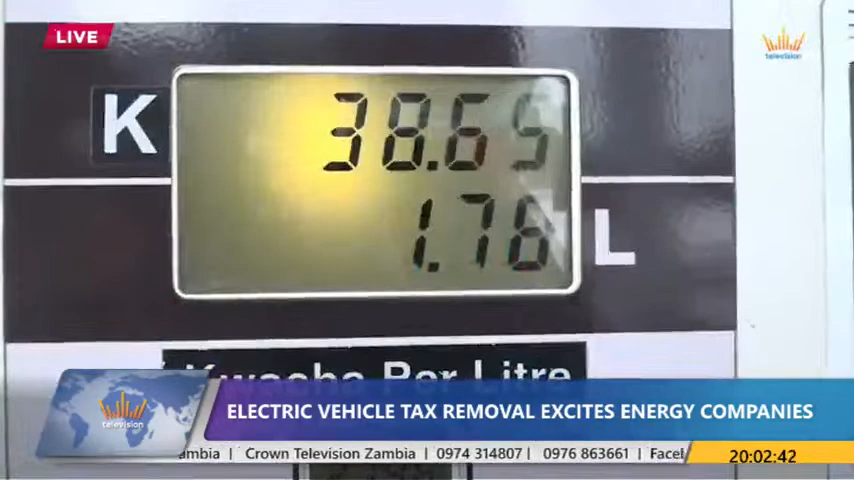 LIVE
television
K
38.65
1.78
L
Kwacha Per Litre
television
ELECTRIC VEHICLE TAX REMOVAL EXCITES ENERGY COMPANIES
ambia | Crown Television Zambia | 0974 314807 | 0976 863661 | Facel
20:02:42